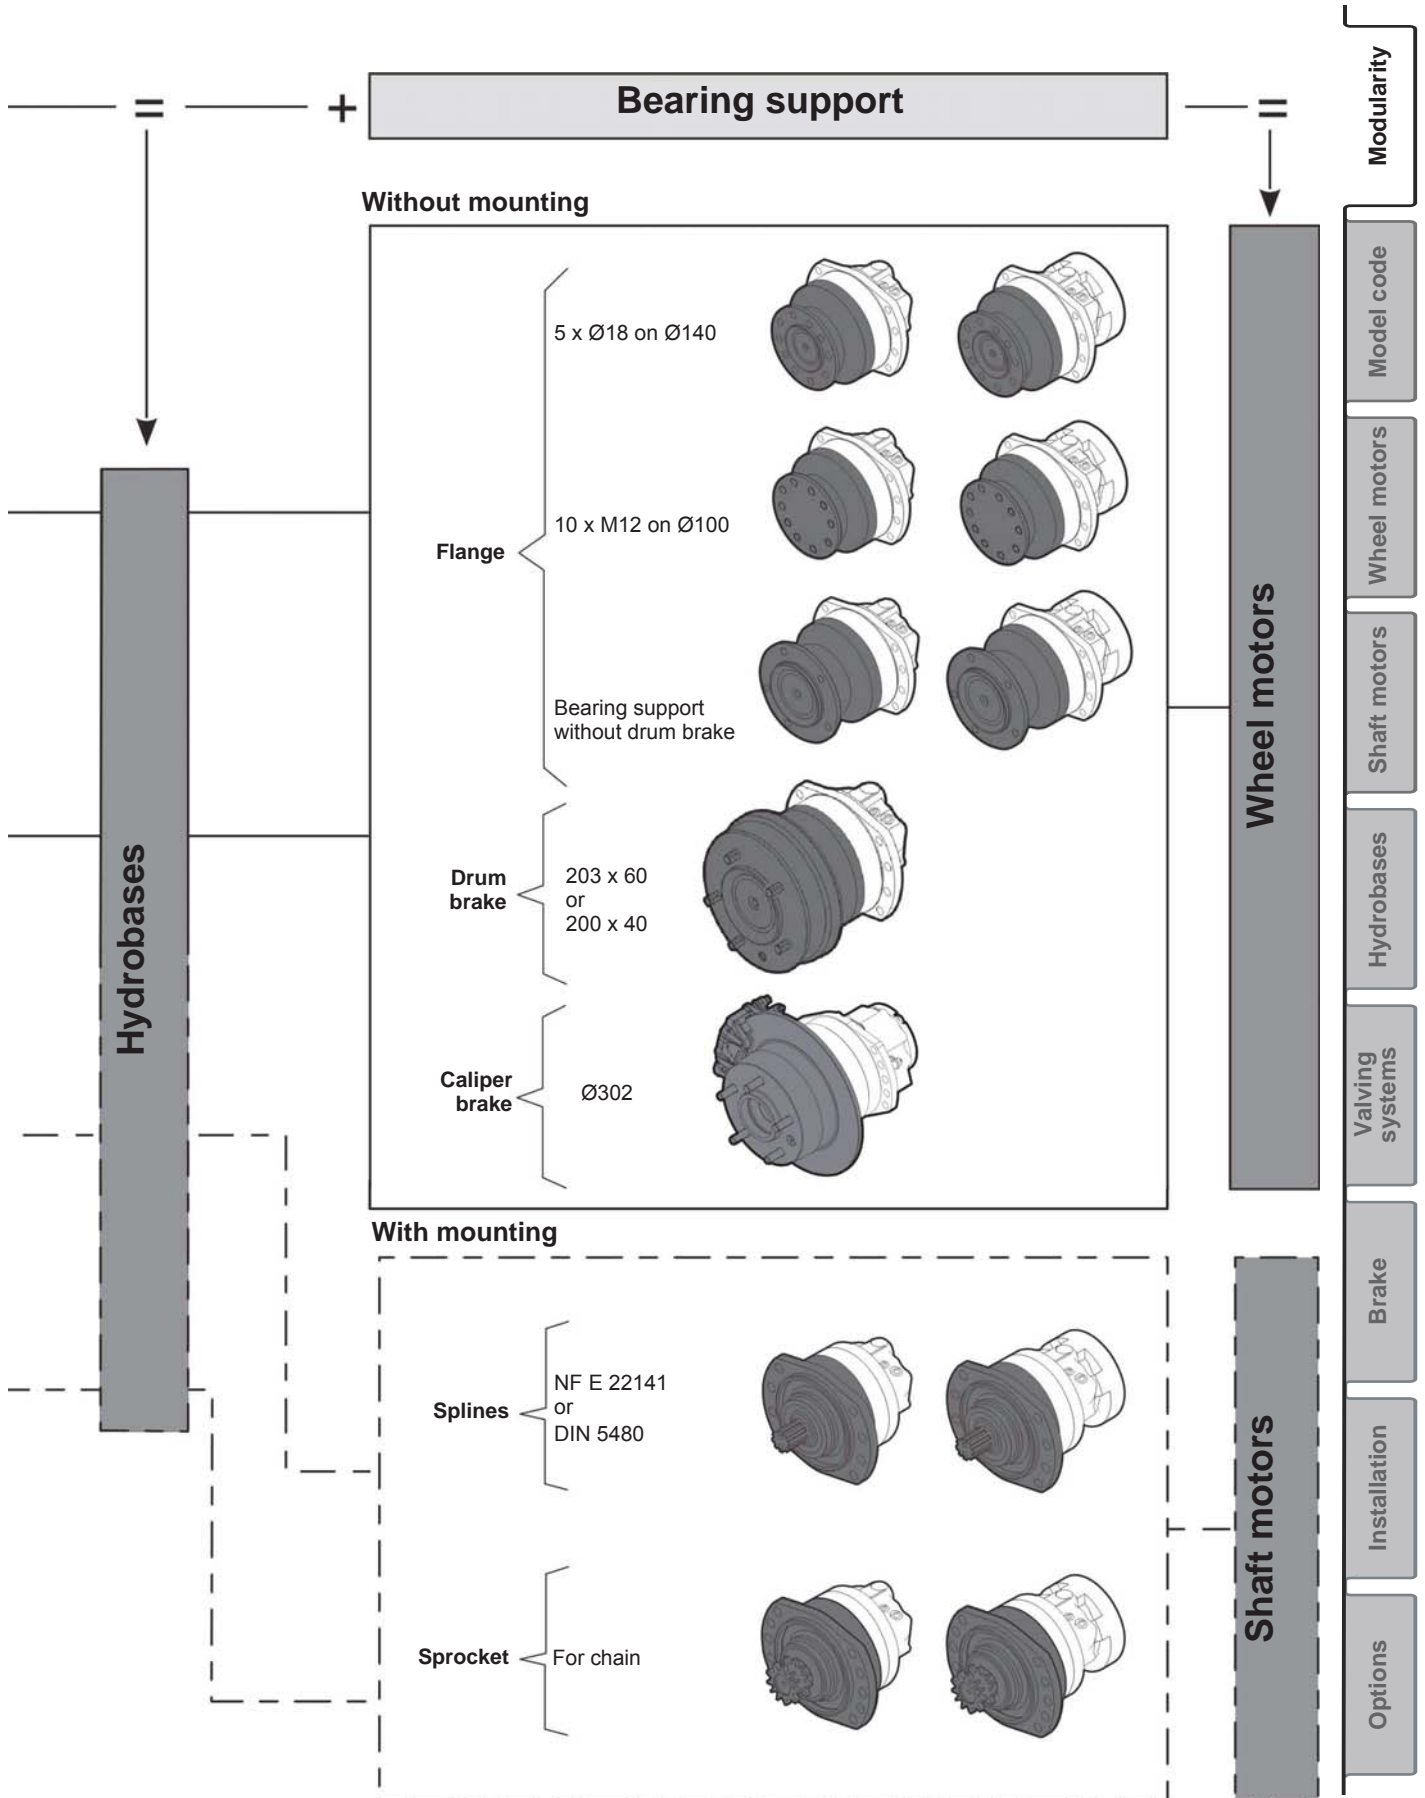 = + Bearing support =
Without mounting
5 x Ø18 on Ø140
10 x M12 on Ø100
Flange
Bearing support
without drum brake
Drum
brake
203 x 60
or
200 x 40
Caliper
brake
Ø302
With mounting
Splines
NF E 22141
or
DIN 5480
Sprocket
For chain
Hydrobases
Wheel motors
Shaft motors
Modularity
Model code
Wheel motors
Shaft motors
Hydrobases
Valving
systems
Brake
Installation
Options